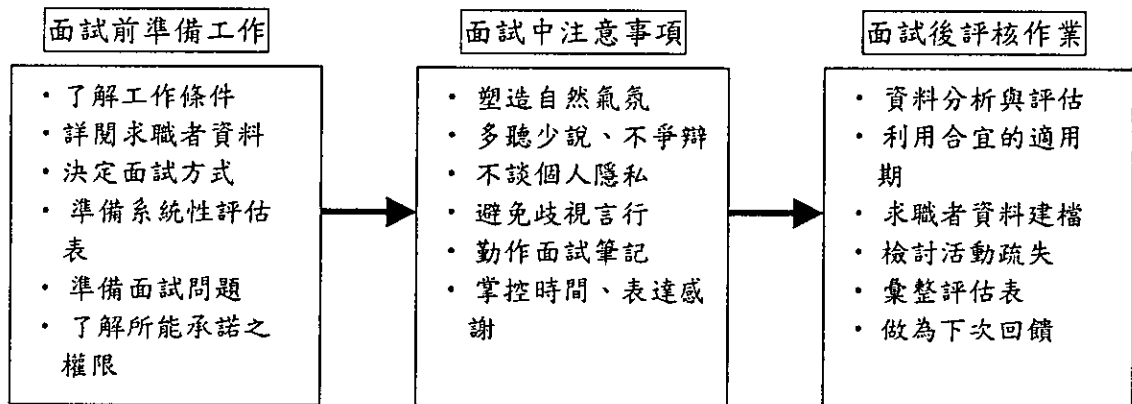 面試前準備工作
・了解工作條件
・詳閱求職者資料
・決定面試方式
・準備系統性評估
表
・準備面試問題
・了解所能承諾之
權限
面試中注意事項
・塑造自然氣氛
・多聽少說、不爭辯
・不談個人隱私
・避免歧視言行
・勤作面試筆記
・掌控時間、表達感
謝
面試後評核作業
・資料分析與評估
・利用合宜的適用
期
・求職者資料建檔
・檢討活動疏失
・彙整評估表
・做為下次回饋